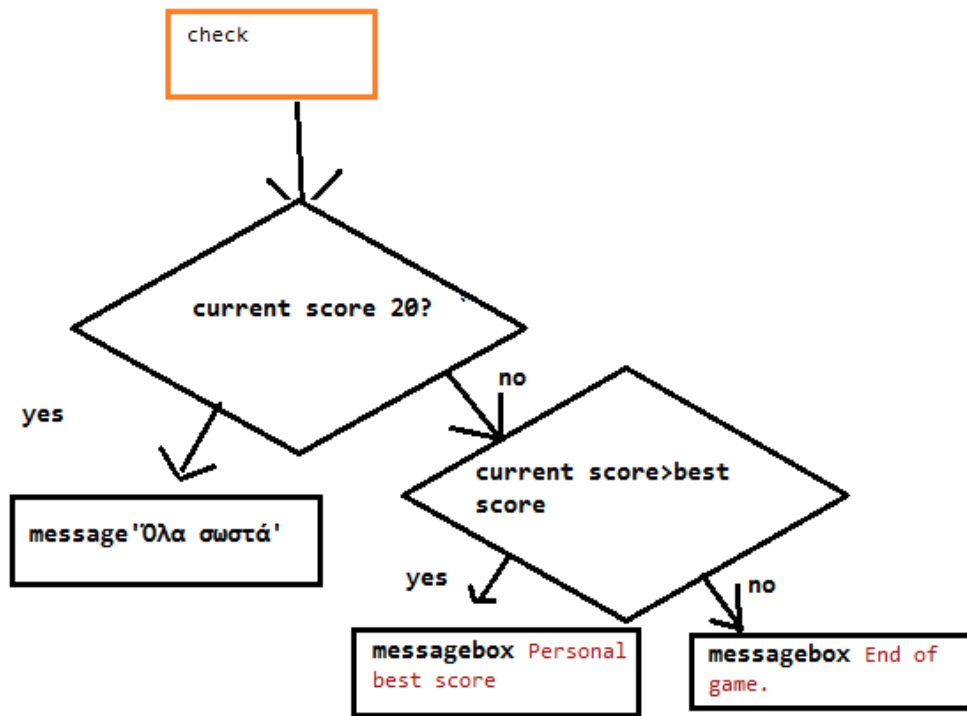 check
current score 20?
yes
no
message'Όλα σωστά'
current score>best
score
yes
no
messagebox Personal
best score
messagebox End of
game.